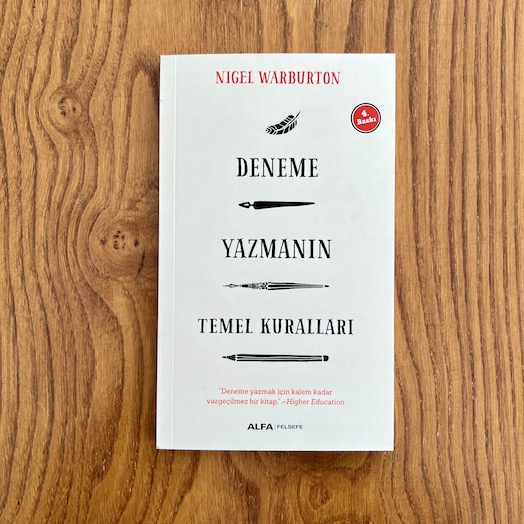 NIGEL WARBURTON
4.
Baskı
DENEME
YAZMANIN
TEMEL KURALLARI
"Deneme yazmak için kalem kadar
vazgeçilmez bir kitap." –Higher Education
ALFA | FELSEFE